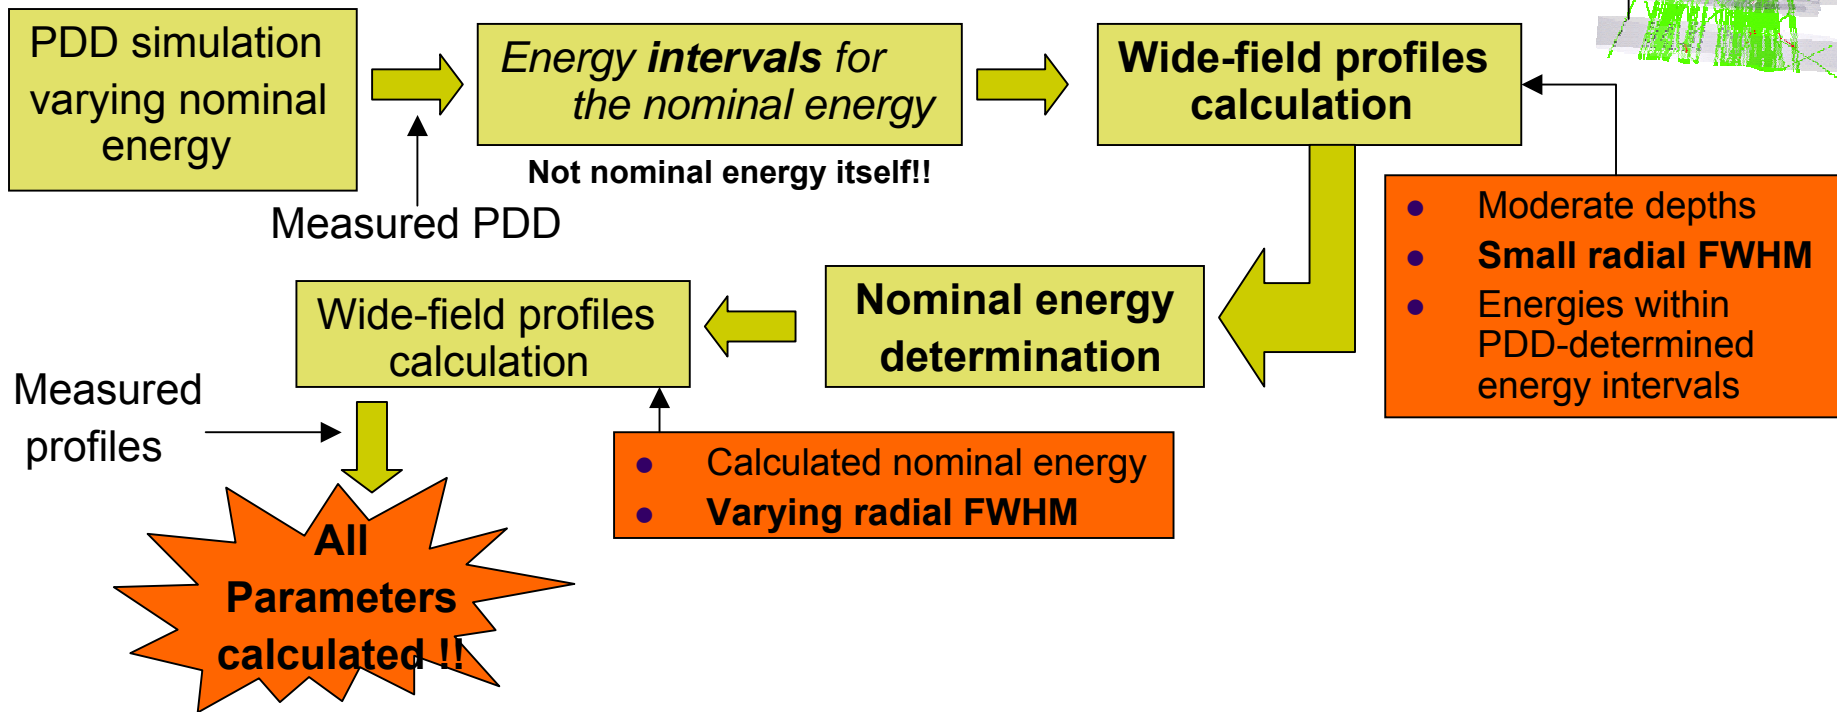 PDD simulation
varying nominal
energy
Energy intervals for
the nominal energy
Not nominal energy itself!!
Measured PDD
Wide-field profiles
calculation
● Moderate depths
● Small radial FWHM
● Energies within
PDD-determined
energy intervals
Nominal energy
determination
Wide-field profiles
calculation
● Calculated nominal energy
● Varying radial FWHM
Measured
profiles
All
Parameters
calculated !!